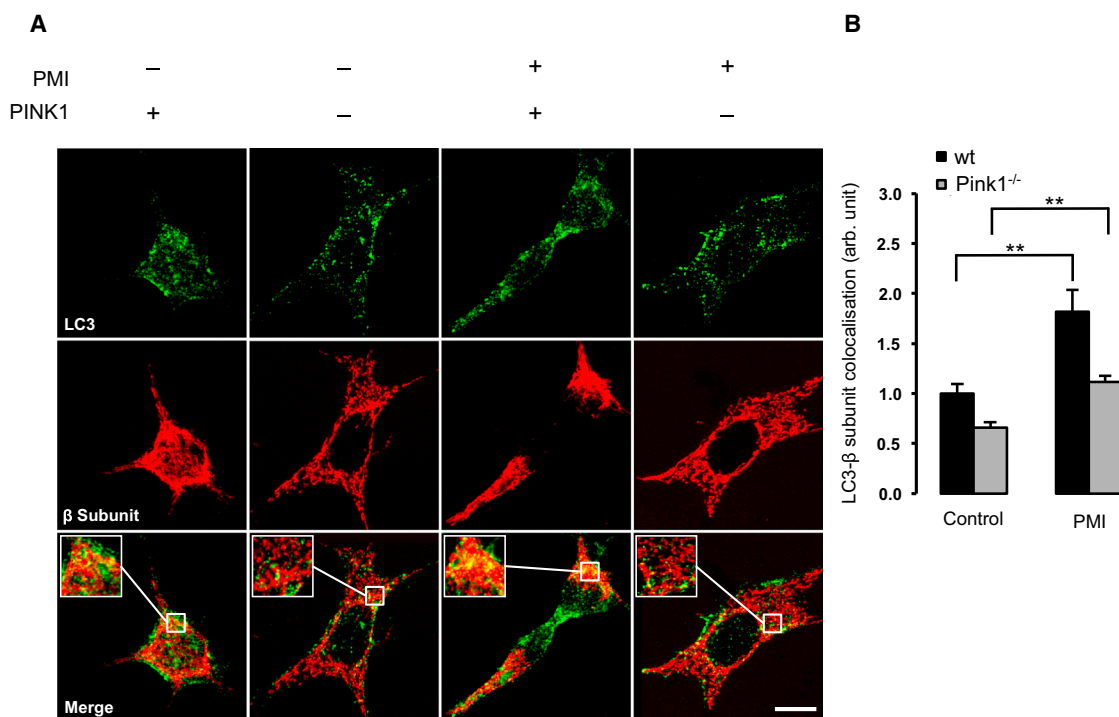 A
PMI – – + +
PINK1 + – + –
LC3
β Subunit
Merge
B
wt
Pink1⁻/⁻
LC3-β subunit colocalisation (arb. unit)
3.0
2.5
2.0
1.5
1.0
0.5
0.0
**
**
Control PMI